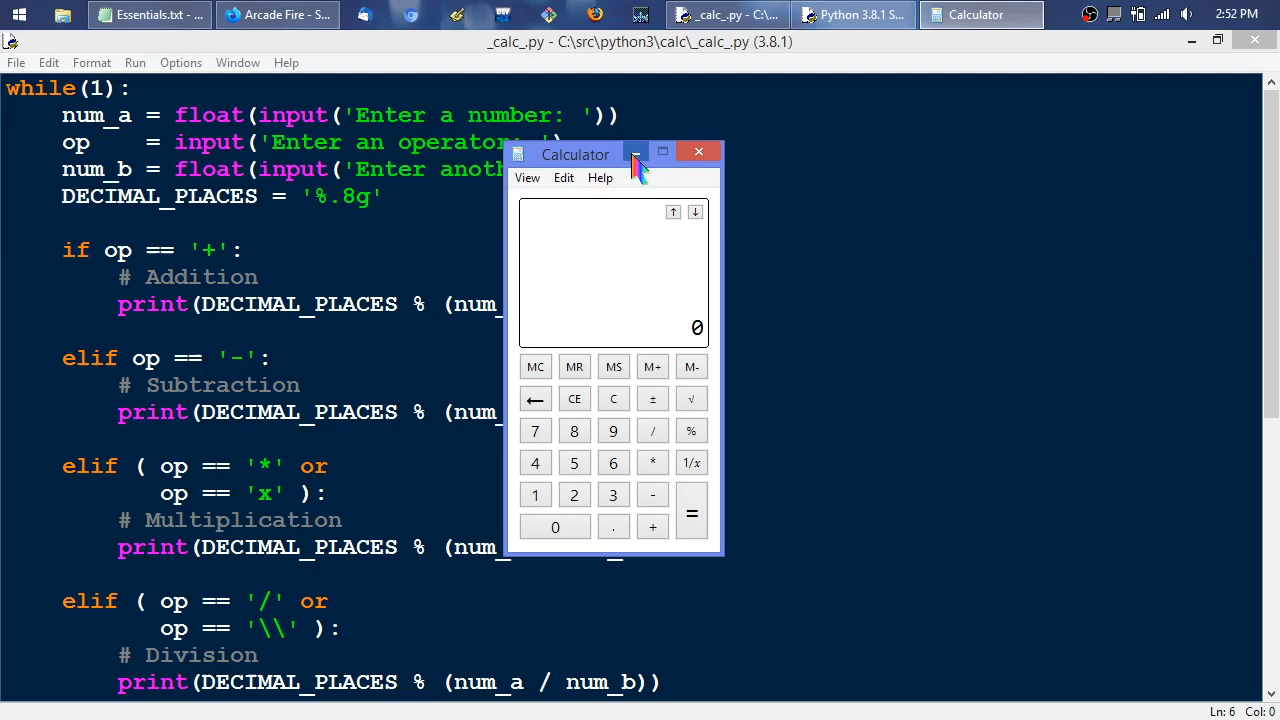 Essentials.txt - ...
Arcade Fire - S...
DEV
_calc_.py - C:\...
Python 3.8.1 S...
Calculator
2:52 PM
_calc_.py - C:\src\python3\calc\_calc_.py (3.8.1)
File Edit Format Run Options Window Help
while(1):
num_a = float(input('Enter a number: '))
op = input('Enter an operator: ')
num_b = float(input('Enter anoth
DECIMAL_PLACES = '%.8g'
if op == '+':
# Addition
print(DECIMAL_PLACES % (num_
elif op == '-':
# Subtraction
print(DECIMAL_PLACES % (num_
elif ( op == '*' or
op == 'x' ):
# Multiplication
print(DECIMAL_PLACES % (num_
elif ( op == '/' or
op == '\\' ):
# Division
print(DECIMAL_PLACES % (num_a / num_b))
Calculator
View Edit Help
↑ ↓
0
MC MR MS M+ M-
← CE C ± √
7 8 9 / %
4 5 6 * 1/x
1 2 3 - =
0 . +
Ln: 6 Col: 0